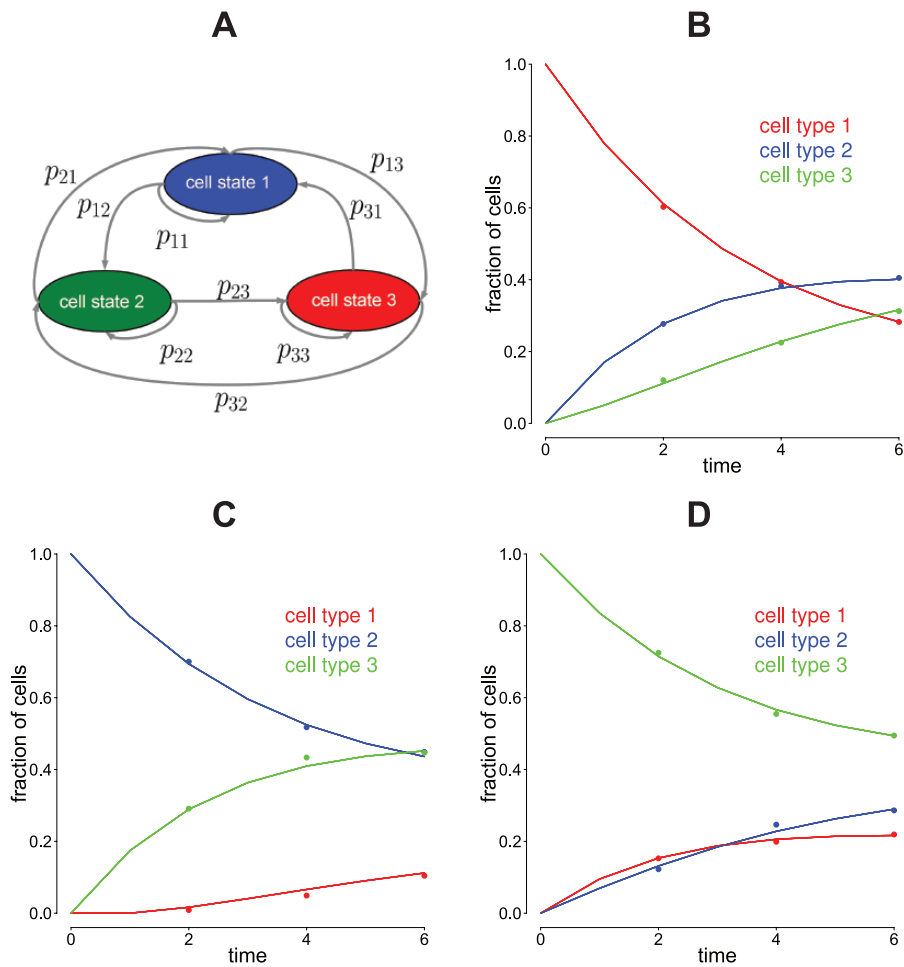 A
p21
p12
p11
cell state 1
p13
p31
cell state 2
p23
cell state 3
p22
p33
p32
B
1.0
0.8
0.6
0.4
0.2
0.0
fraction of cells
cell type 1
cell type 2
cell type 3
0
2
4
6
time
C
1.0
0.8
0.6
0.4
0.2
0.0
fraction of cells
cell type 1
cell type 2
cell type 3
0
2
4
6
time
D
1.0
0.8
0.6
0.4
0.2
0.0
fraction of cells
cell type 1
cell type 2
cell type 3
0
2
4
6
time